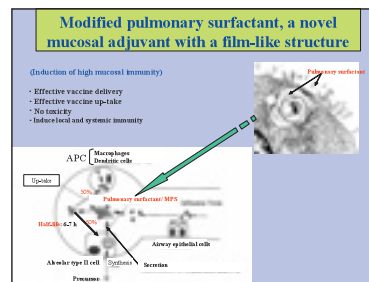 Modified pulmonary surfactant, a novel
mucosal adjuvant with a film-like structure
(Induction of high mucosal immunity)
Pulmonary surfactant
· Effective vaccine delivery
· Effective vaccine up-take
· No toxicity
· Induce local and systemic immunity
APC
Macrophages
Dendritic cells
Up-take
50%
Pulmonary surfactant/ MPS
Half-life: 6-7 h
50%
Airway epithelial cells
Alveolar type II cell
Synthesis
Secretion
Precursor